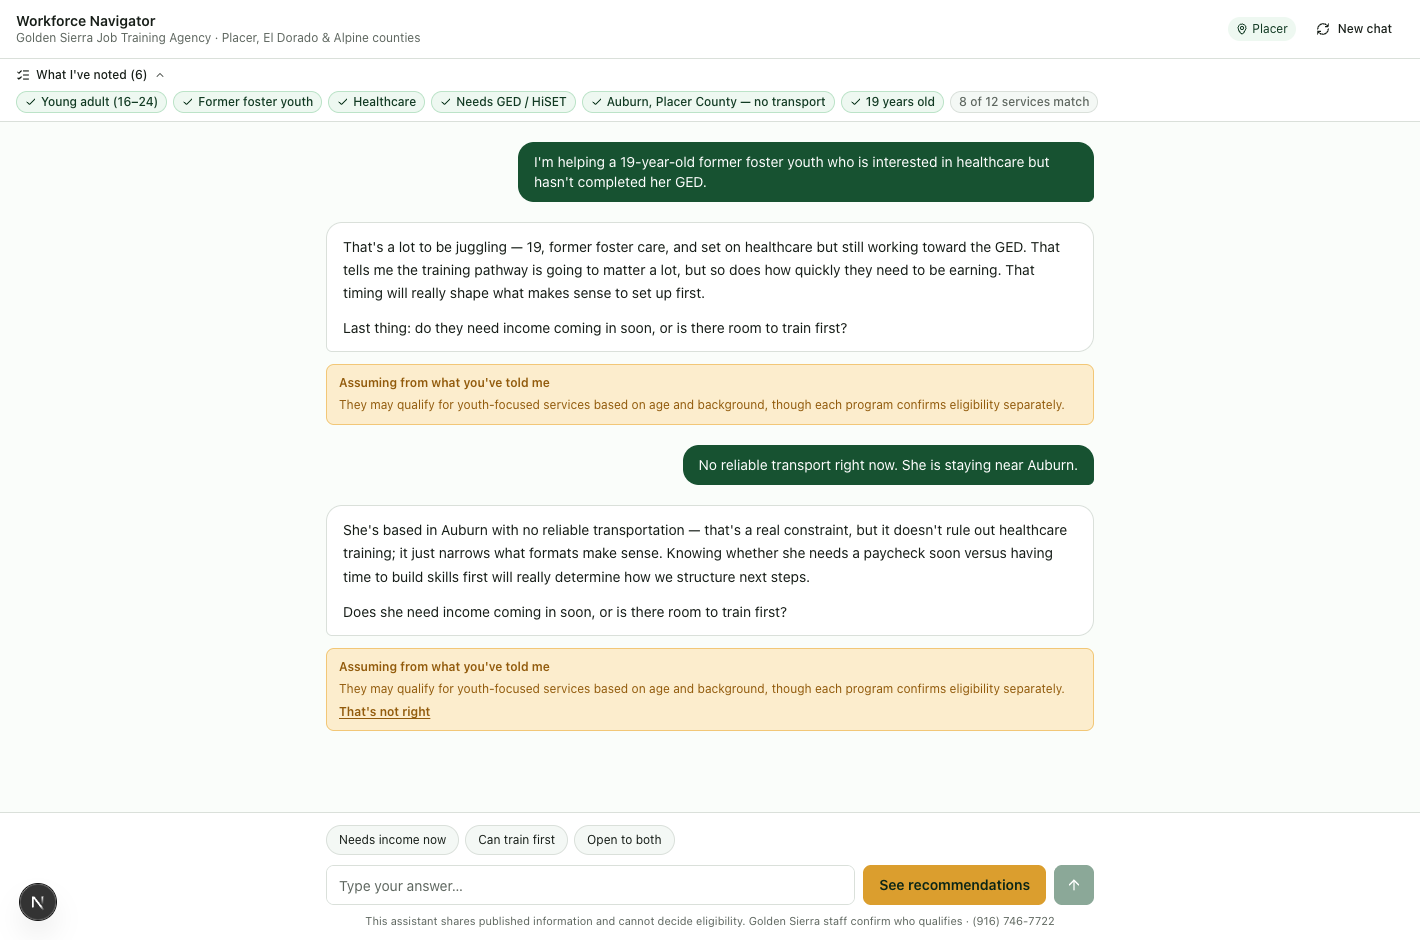 Workforce Navigator
Golden Sierra Job Training Agency · Placer, El Dorado & Alpine counties
Placer
New chat
What I've noted (6)
Young adult (16–24)
Former foster youth
Healthcare
Needs GED / HiSET
Auburn, Placer County — no transport
19 years old
8 of 12 services match
I'm helping a 19-year-old former foster youth who is interested in healthcare but
hasn't completed her GED.
That's a lot to be juggling — 19, former foster care, and set on healthcare but still working toward the GED. That
tells me the training pathway is going to matter a lot, but so does how quickly they need to be earning. That
timing will really shape what makes sense to set up first.
Last thing: do they need income coming in soon, or is there room to train first?
Assuming from what you've told me
They may qualify for youth-focused services based on age and background, though each program confirms eligibility separately.
No reliable transport right now. She is staying near Auburn.
She's based in Auburn with no reliable transportation — that's a real constraint, but it doesn't rule out healthcare
training; it just narrows what formats make sense. Knowing whether she needs a paycheck soon versus having
time to build skills first will really determine how we structure next steps.
Does she need income coming in soon, or is there room to train first?
Assuming from what you've told me
They may qualify for youth-focused services based on age and background, though each program confirms eligibility separately.
That's not right
Needs income now
Can train first
Open to both
Type your answer...
See recommendations
N
This assistant shares published information and cannot decide eligibility. Golden Sierra staff confirm who qualifies · (916) 746-7722